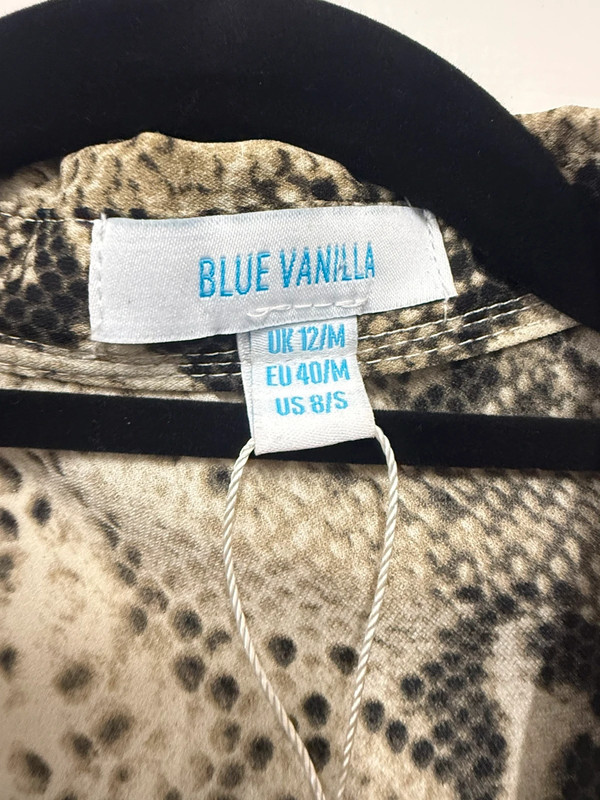 BLUE VANILLA
UK 12/M
EU 40/M
US 8/S